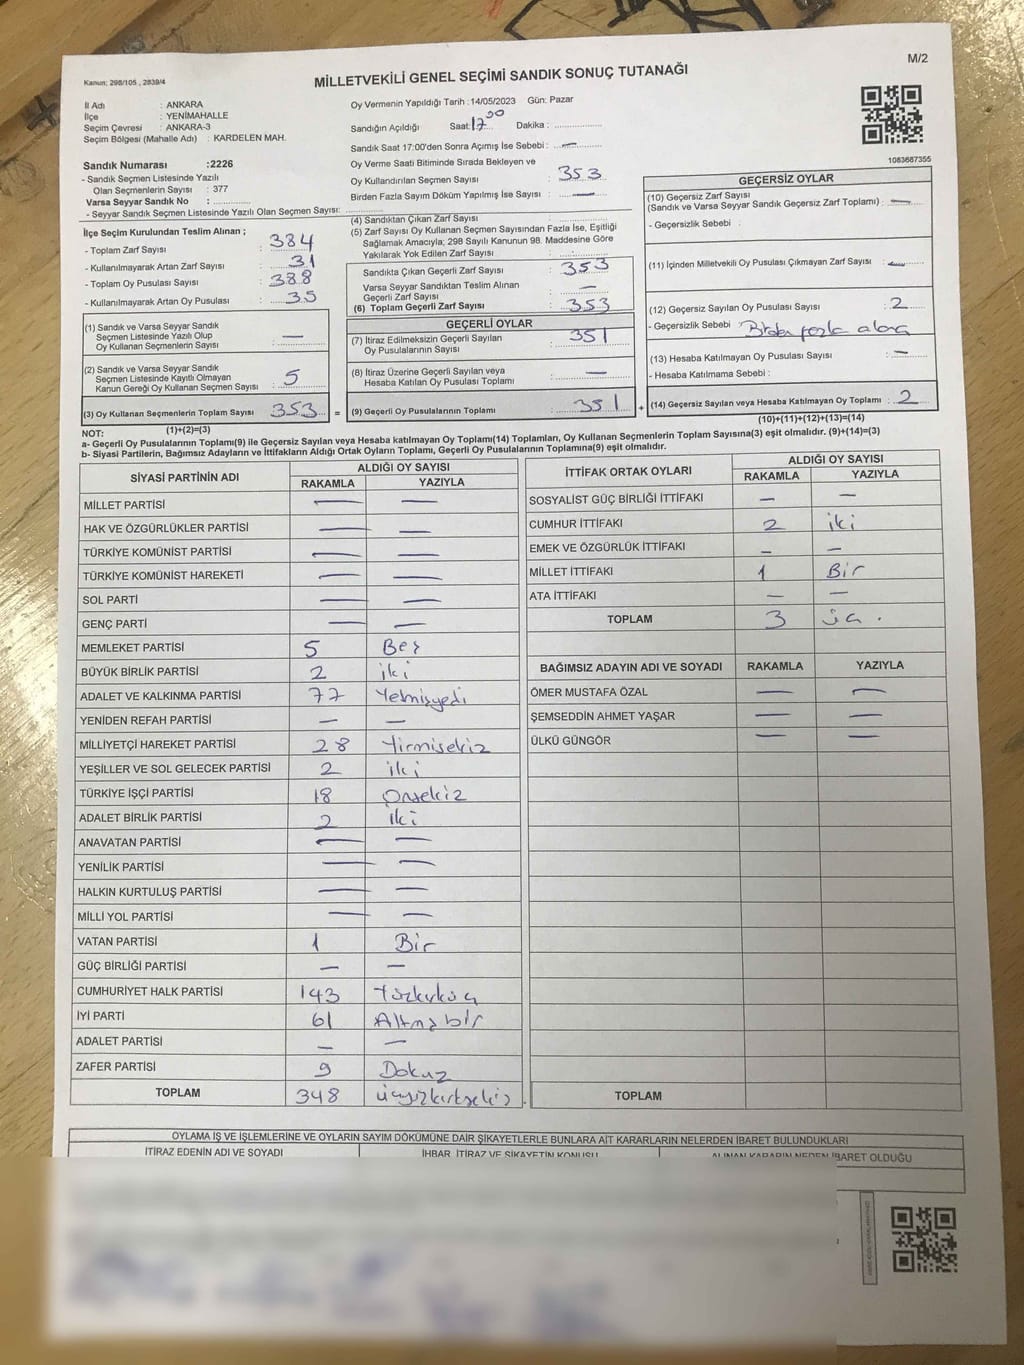 Kanun: 298/105 , 2839/4
M/2
MİLLETVEKİLİ GENEL SEÇİMİ SANDIK SONUÇ TUTANAĞI
İl Adı : ANKARA
İlçe : YENİMAHALLE
Seçim Çevresi : ANKARA-3
Seçim Bölgesi (Mahalle Adı) : KARDELEN MAH.
Oy Vermenin Yapıldığı Tarih :14/05/2023 Gün: Pazar
Sandığın Açıldığı Saat:17:00 Dakika :
Sandık Saat 17:00'den Sonra Açımış İse Sebebi : —
Oy Verme Saati Bitiminde Sırada Bekleyen ve
Oy Kullandırılan Seçmen Sayısı : 353
Birden Fazla Sayım Döküm Yapılmış İse Sayısı : —
1083687355
Sandık Numarası :2226
- Sandık Seçmen Listesinde Yazılı
Olan Seçmenlerin Sayısı : 377
Varsa Seyyar Sandık No :
- Seyyar Sandık Seçmen Listesinde Yazılı Olan Seçmen Sayısı:
İlçe Seçim Kurulundan Teslim Alınan ;
- Toplam Zarf Sayısı : 384
- Kullanılmayarak Artan Zarf Sayısı : 31
- Toplam Oy Pusulası Sayısı : 388
- Kullanılmayarak Artan Oy Pusulası : 35
(1) Sandık ve Varsa Seyyar Sandık
Seçmen Listesinde Yazılı Olup
Oy Kullanan Seçmenlerin Sayısı : —
(2) Sandık ve Varsa Seyyar Sandık
Seçmen Listesinde Kayıtlı Olmayan
Kanun Gereği Oy Kullanan Seçmen Sayısı : 5
(3) Oy Kullanan Seçmenlerin Toplam Sayısı 353 =
(1)+(2)=(3)
(4) Sandıktan Çıkan Zarf Sayısı :
(5) Zarf Sayısı Oy Kullanan Seçmen Sayısından Fazla İse, Eşitliği
Sağlamak Amacıyla; 298 Sayılı Kanunun 98. Maddesine Göre
Yakılarak Yok Edilen Zarf Sayısı :
Sandıkta Çıkan Geçerli Zarf Sayısı : 353
Varsa Seyyar Sandıktan Teslim Alınan
Geçerli Zarf Sayısı : —
(6) Toplam Geçerli Zarf Sayısı : 353
GEÇERLİ OYLAR
(7) İtiraz Edilmeksizin Geçerli Sayılan
Oy Pusulalarının Sayısı : 351
(8) İtiraz Üzerine Geçerli Sayılan veya
Hesaba Katılan Oy Pusulası Toplamı : —
(9) Geçerli Oy Pusulalarının Toplamı : 351 +
GEÇERSİZ OYLAR
(10) Geçersiz Zarf Sayısı
(Sandık ve Varsa Seyyar Sandık Geçersiz Zarf Toplamı) : —
- Geçersizlik Sebebi :
(11) İçinden Milletvekili Oy Pusulası Çıkmayan Zarf Sayısı : —
(12) Geçersiz Sayılan Oy Pusulası Sayısı : 2
- Geçersizlik Sebebi : fazla
(13) Hesaba Katılmayan Oy Pusulası Sayısı : —
- Hesaba Katılmama Sebebi :
(14) Geçersiz Sayılan veya Hesaba Katılmayan Oy Toplamı : 2
(10)+(11)+(12)+(13)=(14)
NOT:
a- Geçerli Oy Pusulalarının Toplamı(9) ile Geçersiz Sayılan veya Hesaba katılmayan Oy Toplamı(14) Toplamları, Oy Kullanan Seçmenlerin Toplam Sayısına(3) eşit olmalıdır. (9)+(14)=(3)
b- Siyasi Partilerin, Bağımsız Adayların ve İttifakların Aldığı Ortak Oyların Toplamı, Geçerli Oy Pusulalarının Toplamına(9) eşit olmalıdır.
SİYASİ PARTİNİN ADI ALDIĞI OY SAYISI
RAKAMLA YAZIYLA
MİLLET PARTİSİ — —
HAK VE ÖZGÜRLÜKLER PARTİSİ — —
TÜRKİYE KOMÜNİST PARTİSİ — —
TÜRKİYE KOMÜNİST HAREKETİ — —
SOL PARTİ — —
GENÇ PARTİ — —
MEMLEKET PARTİSİ 5 Beş
BÜYÜK BİRLİK PARTİSİ 2 iki
ADALET VE KALKINMA PARTİSİ 77 Yetmişyedi
YENİDEN REFAH PARTİSİ — —
MİLLİYETÇİ HAREKET PARTİSİ 28 Yirmisekiz
YEŞİLLER VE SOL GELECEK PARTİSİ 2 iki
TÜRKİYE İŞÇİ PARTİSİ 18 Onsekiz
ADALET BİRLİK PARTİSİ 2 iki
ANAVATAN PARTİSİ — —
YENİLİK PARTİSİ — —
HALKIN KURTULUŞ PARTİSİ — —
MİLLİ YOL PARTİSİ — —
VATAN PARTİSİ 1 Bir
GÜÇ BİRLİĞİ PARTİSİ — —
CUMHURİYET HALK PARTİSİ 143 Yüzkırküç
İYİ PARTİ 61 Altmışbir
ADALET PARTİSİ — —
ZAFER PARTİSİ 9 Dokuz
TOPLAM 348 üçyüzkırksekiz
İTTİFAK ORTAK OYLARI ALDIĞI OY SAYISI
RAKAMLA YAZIYLA
SOSYALİST GÜÇ BİRLİĞİ İTTİFAKI — —
CUMHUR İTTİFAKI 2 iki
EMEK VE ÖZGÜRLÜK İTTİFAKI — —
MİLLET İTTİFAKI 1 Bir
ATA İTTİFAKI — —
TOPLAM 3 üç.
BAĞIMSIZ ADAYIN ADI VE SOYADI RAKAMLA YAZIYLA
ÖMER MUSTAFA ÖZAL — —
ŞEMSEDDİN AHMET YAŞAR — —
ÜLKÜ GÜNGÖR — —
TOPLAM
OYLAMA İŞ VE İŞLEMLERİNE VE OYLARIN SAYIM DÖKÜMÜNE DAİR ŞİKAYETLERLE BUNLARA AİT KARARLARIN NELERDEN İBARET BULUNDUKLARI
İTİRAZ EDENİN ADI VE SOYADI İHBAR, İTİRAZ VE ŞİKAYETİN KONUSU ALINAN KARARIN NEDEN İBARET OLDUĞU